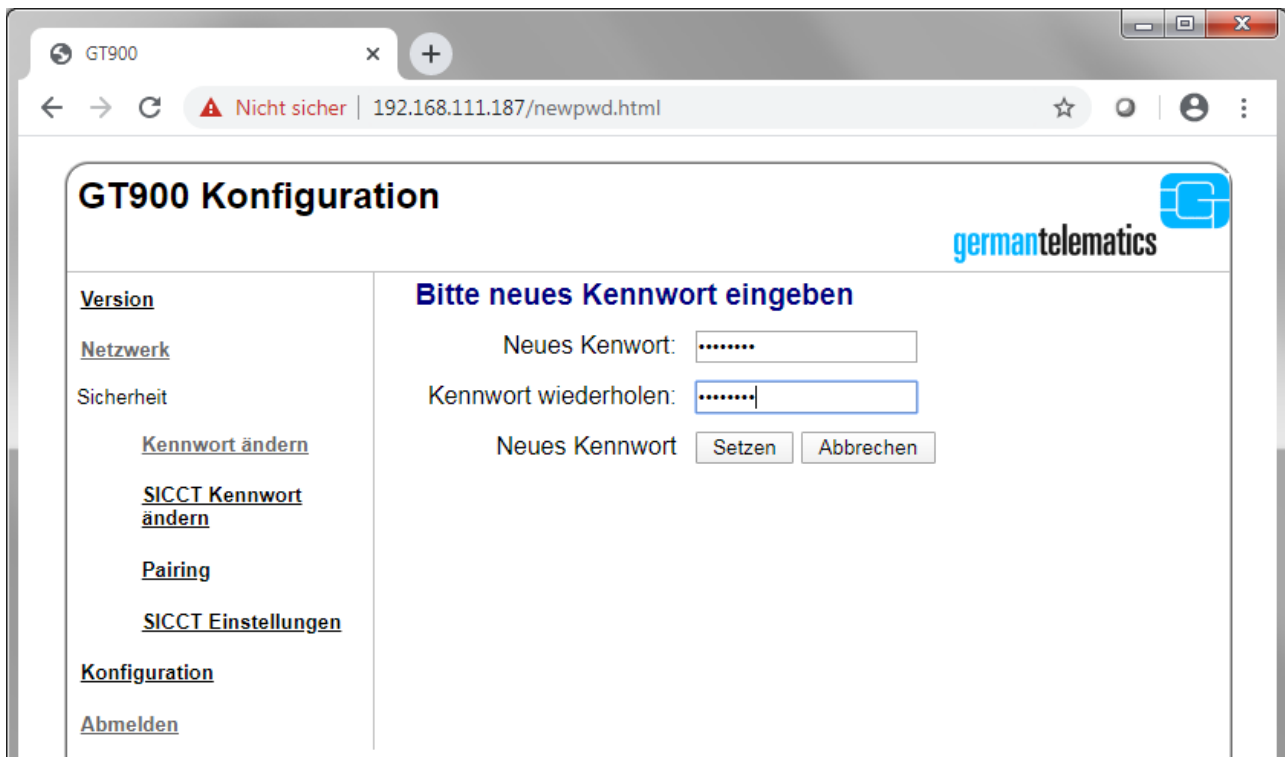 GT900
Nicht sicher | 192.168.111.187/newpwd.html
GT900 Konfiguration
germantelematics
Version
Netzwerk
Sicherheit
Kennwort ändern
SICCT Kennwort
ändern
Pairing
SICCT Einstellungen
Konfiguration
Abmelden
Bitte neues Kennwort eingeben
Neues Kenwort: ••••••••
Kennwort wiederholen: ••••••••
Neues Kennwort Setzen Abbrechen